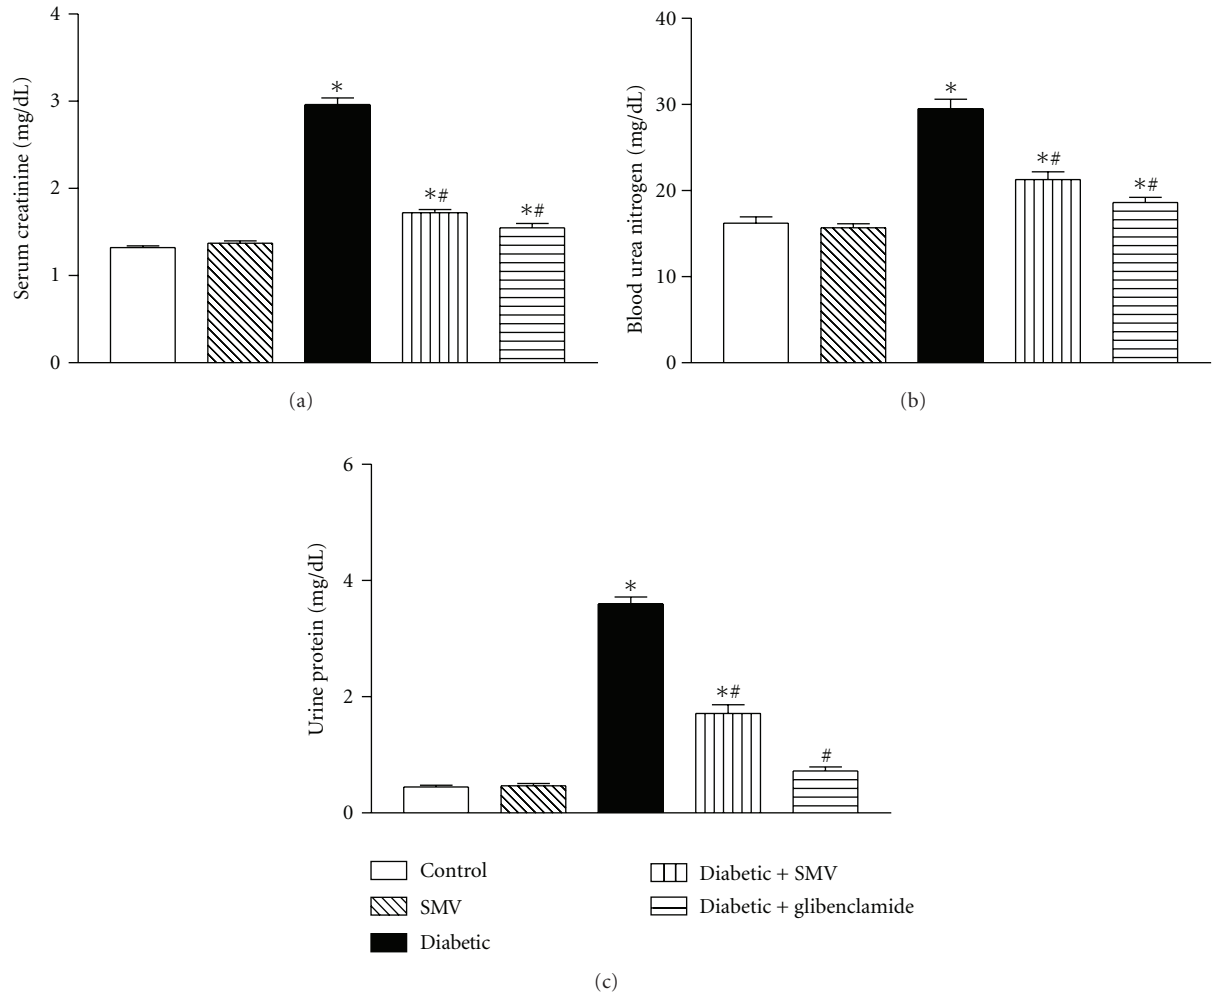 4
3
2
1
0
Serum creatinine (mg/dL)
*
*#
*#
(a)
40
30
20
10
0
Blood urea nitrogen (mg/dL)
*
*#
*#
(b)
6
4
2
0
Urine protein (mg/dL)
*
*#
#
Control
SMV
Diabetic
Diabetic + SMV
Diabetic + glibenclamide
(c)